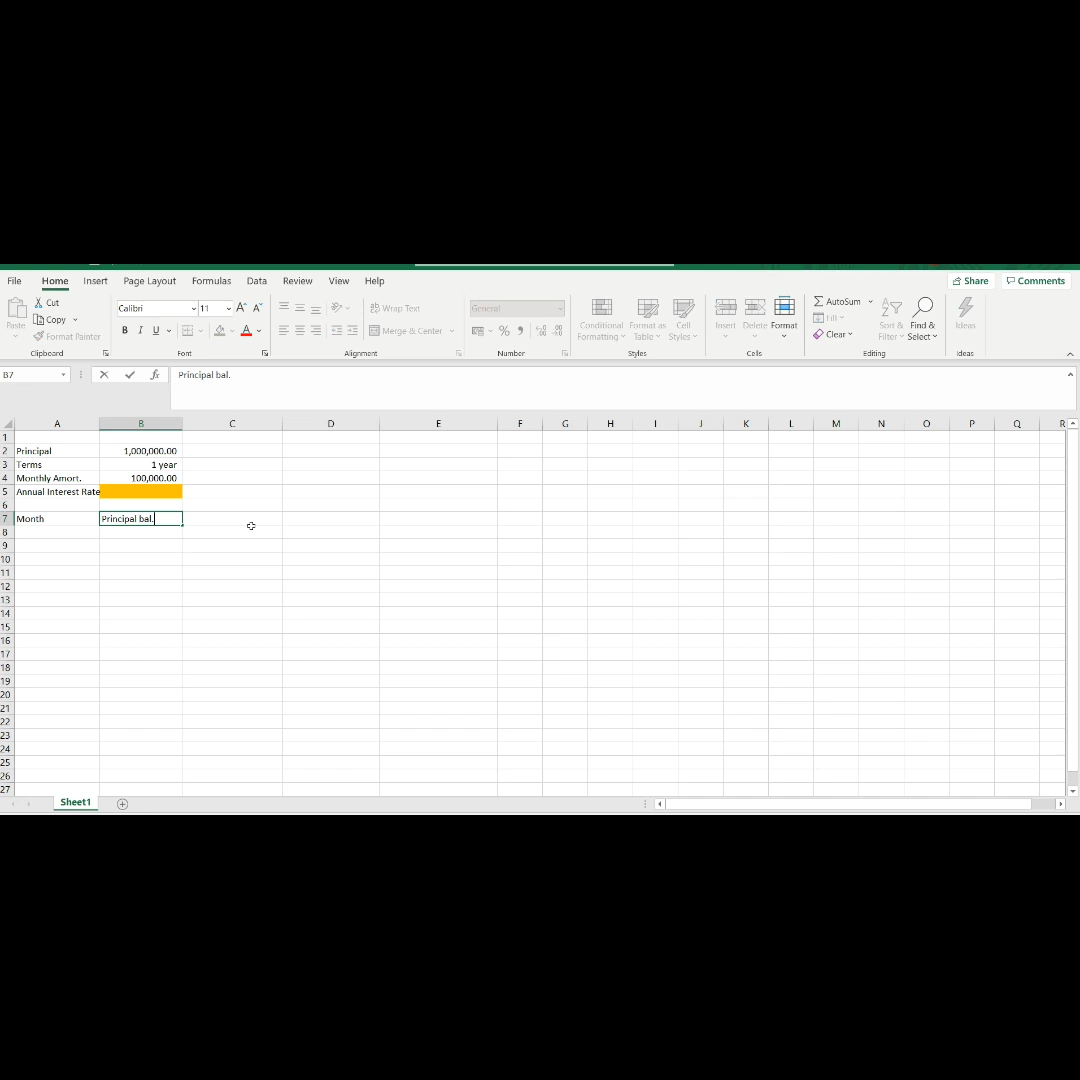 File Home Insert Page Layout Formulas Data Review View Help Share Comments
Cut
Copy
Format Painter
Paste
Clipboard
Calibri 11
B I U
Font
Wrap Text
Merge & Center
Alignment
General
Number
Conditional Formatting
Format as Table
Cell Styles
Styles
Insert Delete Format
Cells
AutoSum
Fill
Clear
Sort & Filter
Find & Select
Editing
Ideas
Ideas
B7 fx Principal bal.
A B C D E F G H I J K L M N O P Q R
1
2 Principal 1,000,000.00
3 Terms 1 year
4 Monthly Amort. 100,000.00
5 Annual Interest Rate
6
7 Month Principal bal.
8
9
10
11
12
13
14
15
16
17
18
19
20
21
22
23
24
25
26
27
Sheet1